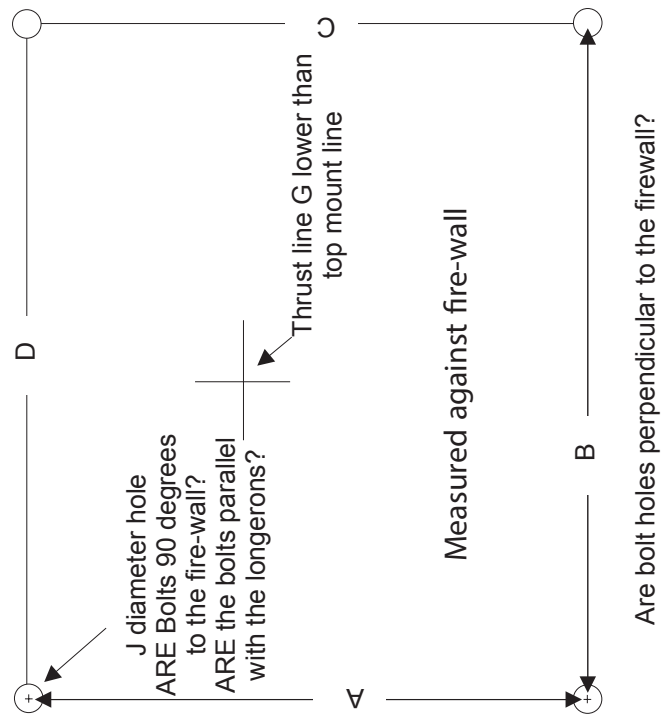 D
J diameter hole
ARE Bolts 90 degrees
to the fire-wall?
ARE the bolts parallel
with the longerons?
Thrust line G lower than
top mount line
A
C
Measured against fire-wall
B
Are bolt holes perpendicular to the firewall?